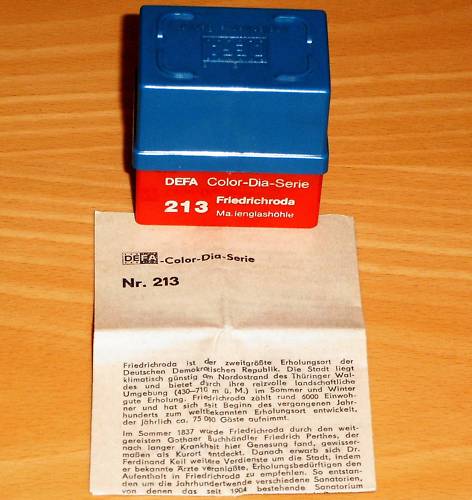 DEFA Color-Dia-Serie
213 Friedrichroda
Ma.ienglashöhle
DEFA-Color-Dia-Serie
Nr. 213
Friedrichroda ist der zweitgrößte Erholungsort der
Deutschen Demokratischen Republik. Die Stadt liegt
klimatisch günstig am Nordostrand des Thüringer Wal-
des und bietet durch ihre reizvolle landschaftliche
Umgebung (430–710 m ü. M.) im Sommer und Winter
gute Erholung. Friedrichroda zählt rund 6000 Einwoh-
ner und hat sich seit Beginn des vergangenen Jahr-
hunderts zum weltbekannten Erholungsort entwickelt,
der jährlich ca. 75 000 Gäste aufnimmt.
Im Sommer 1837 wurde Friedrichroda durch den weit-
gereisten Gothaer Buchhändler Friedrich Perthes, der
nach langer Krankheit hier Genesung fand, gewisser-
maßen als Kurort entdeckt. Danach erwarb sich Dr.
Ferdinand Keil weitere Verdienste um die Stadt, indem
er bekannte Ärzte veranlaßte, Erholungsbedürftigen den
Aufenthalt in Friedrichroda zu empfehlen. So entstan-
den um die Jahrhundertwende verschiedene Sanatorien,
von denen das seit 1904 bestehende Sanatorium